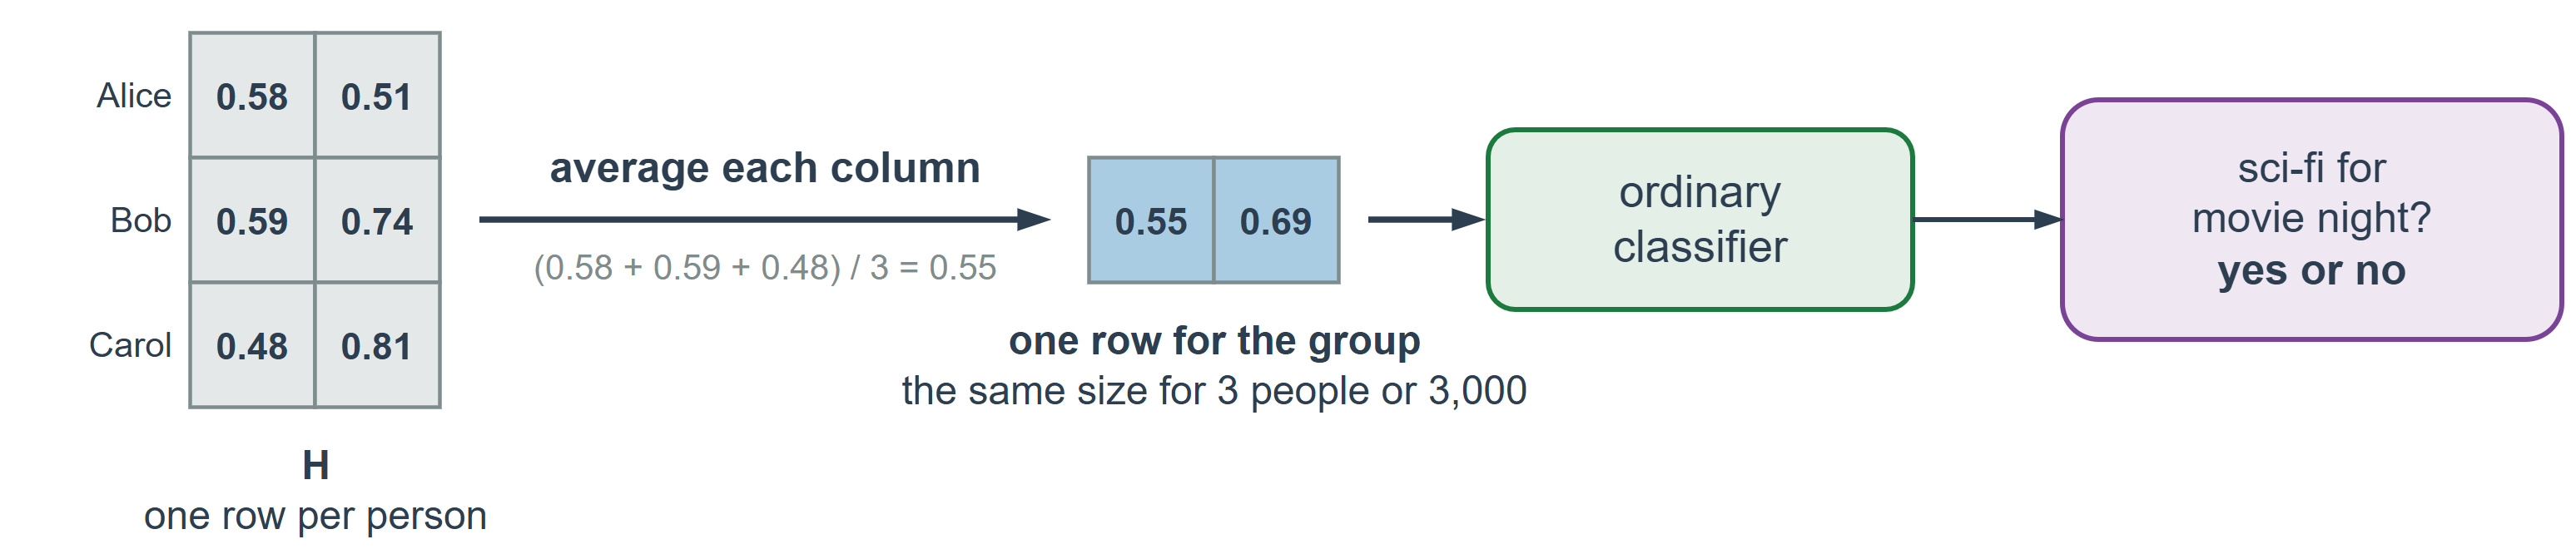 Alice 0.58 0.51
Bob 0.59 0.74
Carol 0.48 0.81
H
one row per person
average each column
(0.58 + 0.59 + 0.48) / 3 = 0.55
0.55 0.69
one row for the group
the same size for 3 people or 3,000
ordinary
classifier
sci-fi for
movie night?
yes or no